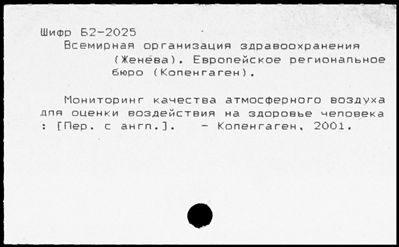 Шифр Б2-2025
Всемирная организация здравоохранения
(Женева). Европейское региональное
бюро (Копенгаген).
Мониторинг качества атмосферного воздуха
для оценки воздействия на здоровье человека
: [Пер. с англ.]. - Копенгаген, 2001.